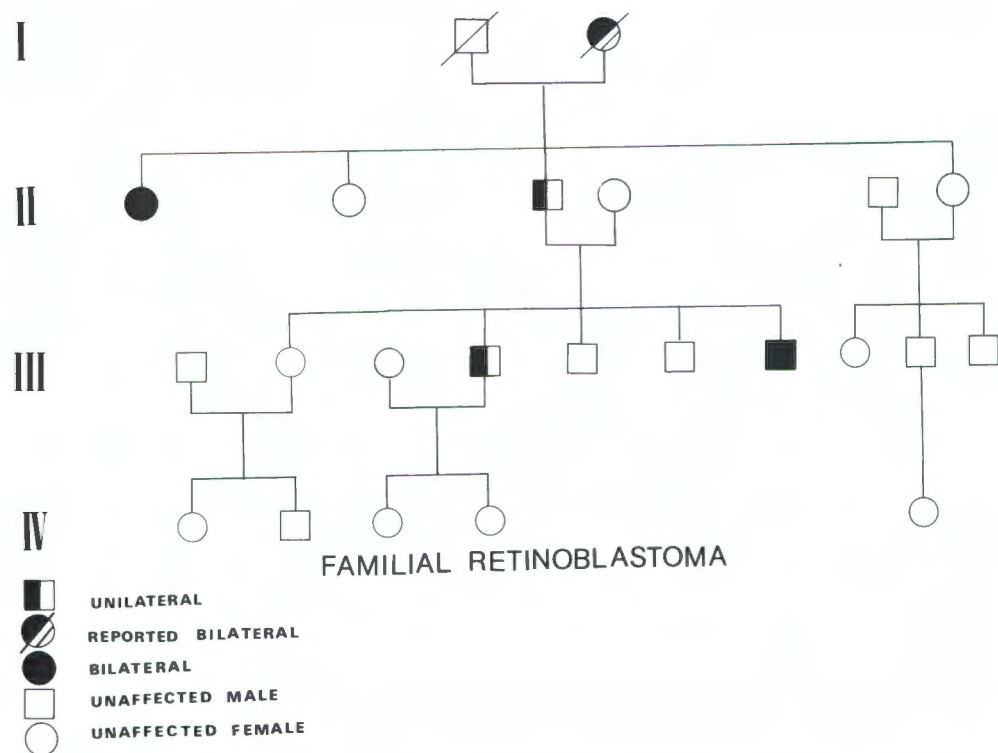 I
II
III
IV
FAMILIAL RETINOBLASTOMA
UNILATERAL
REPORTED BILATERAL
BILATERAL
UNAFFECTED MALE
UNAFFECTED FEMALE